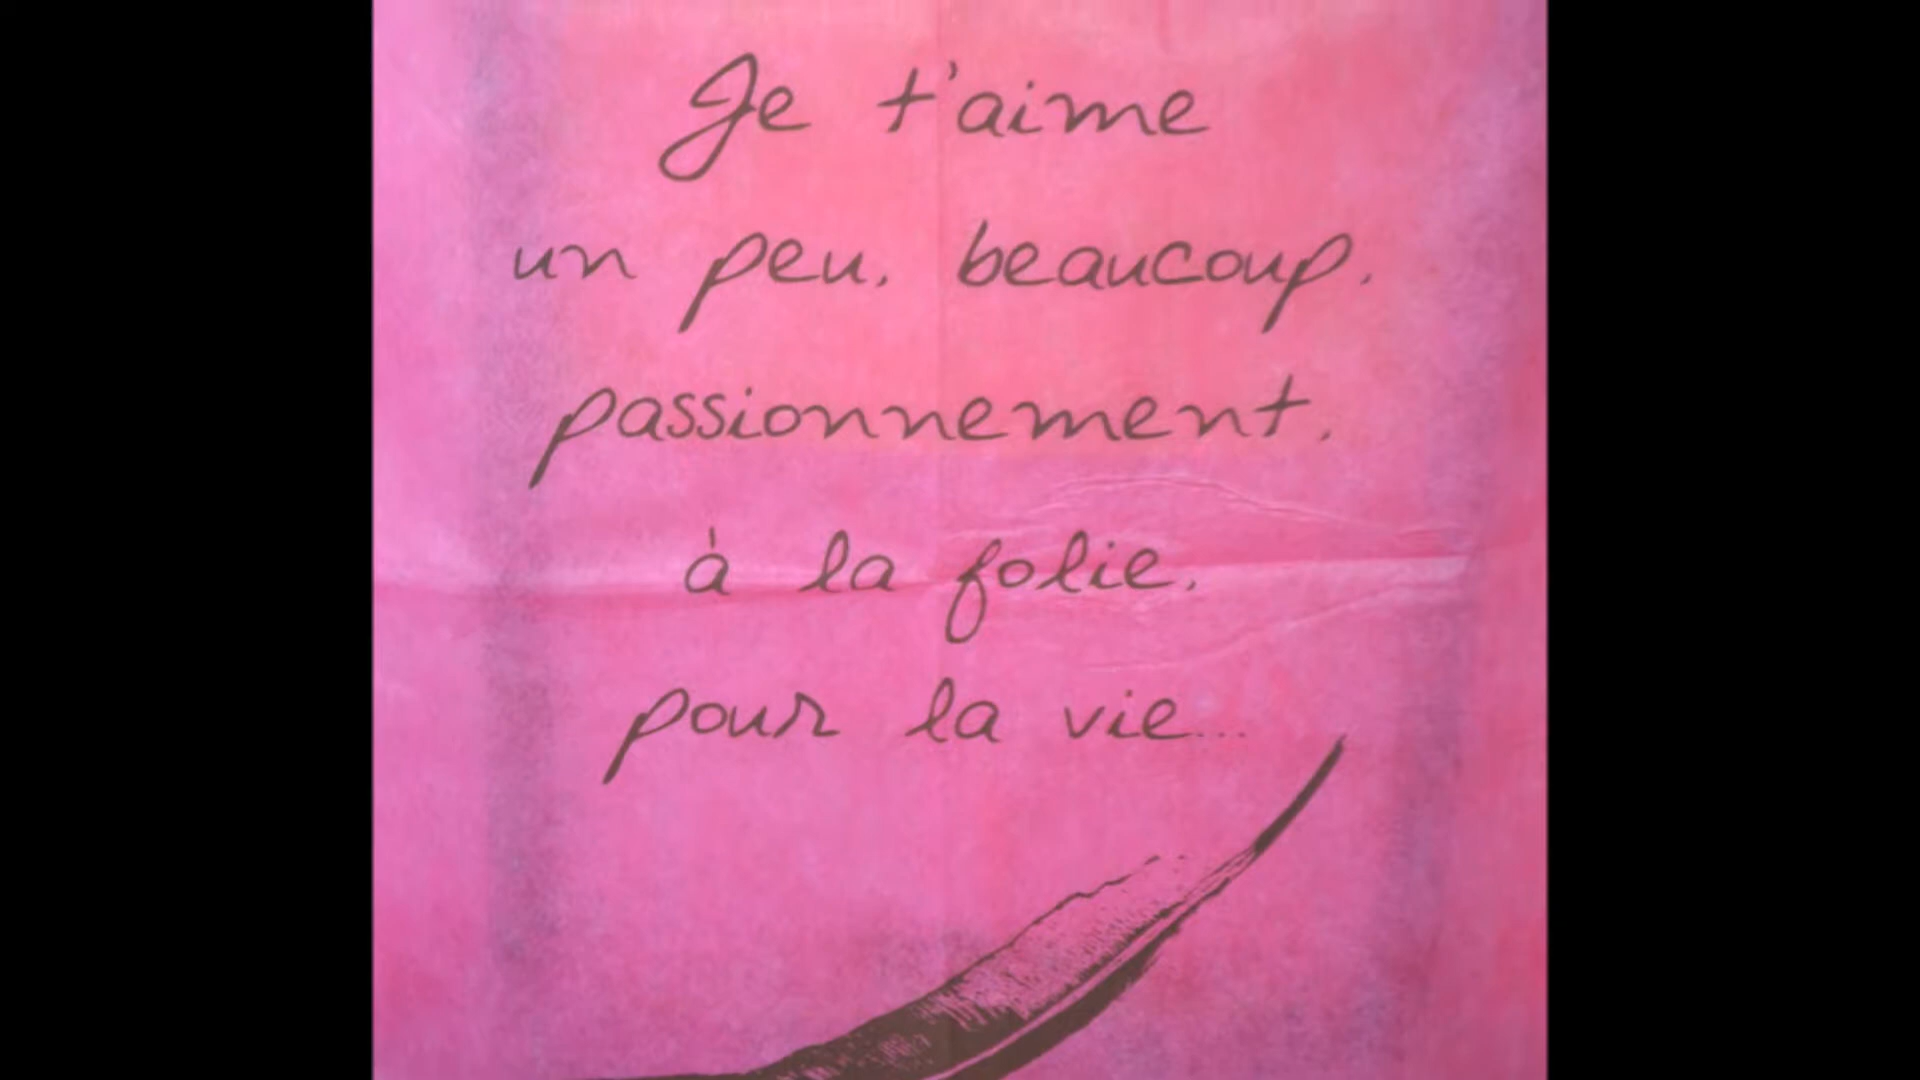 Je t'aime
un peu, beaucoup,
passionnement,
à la folie,
pour la vie...